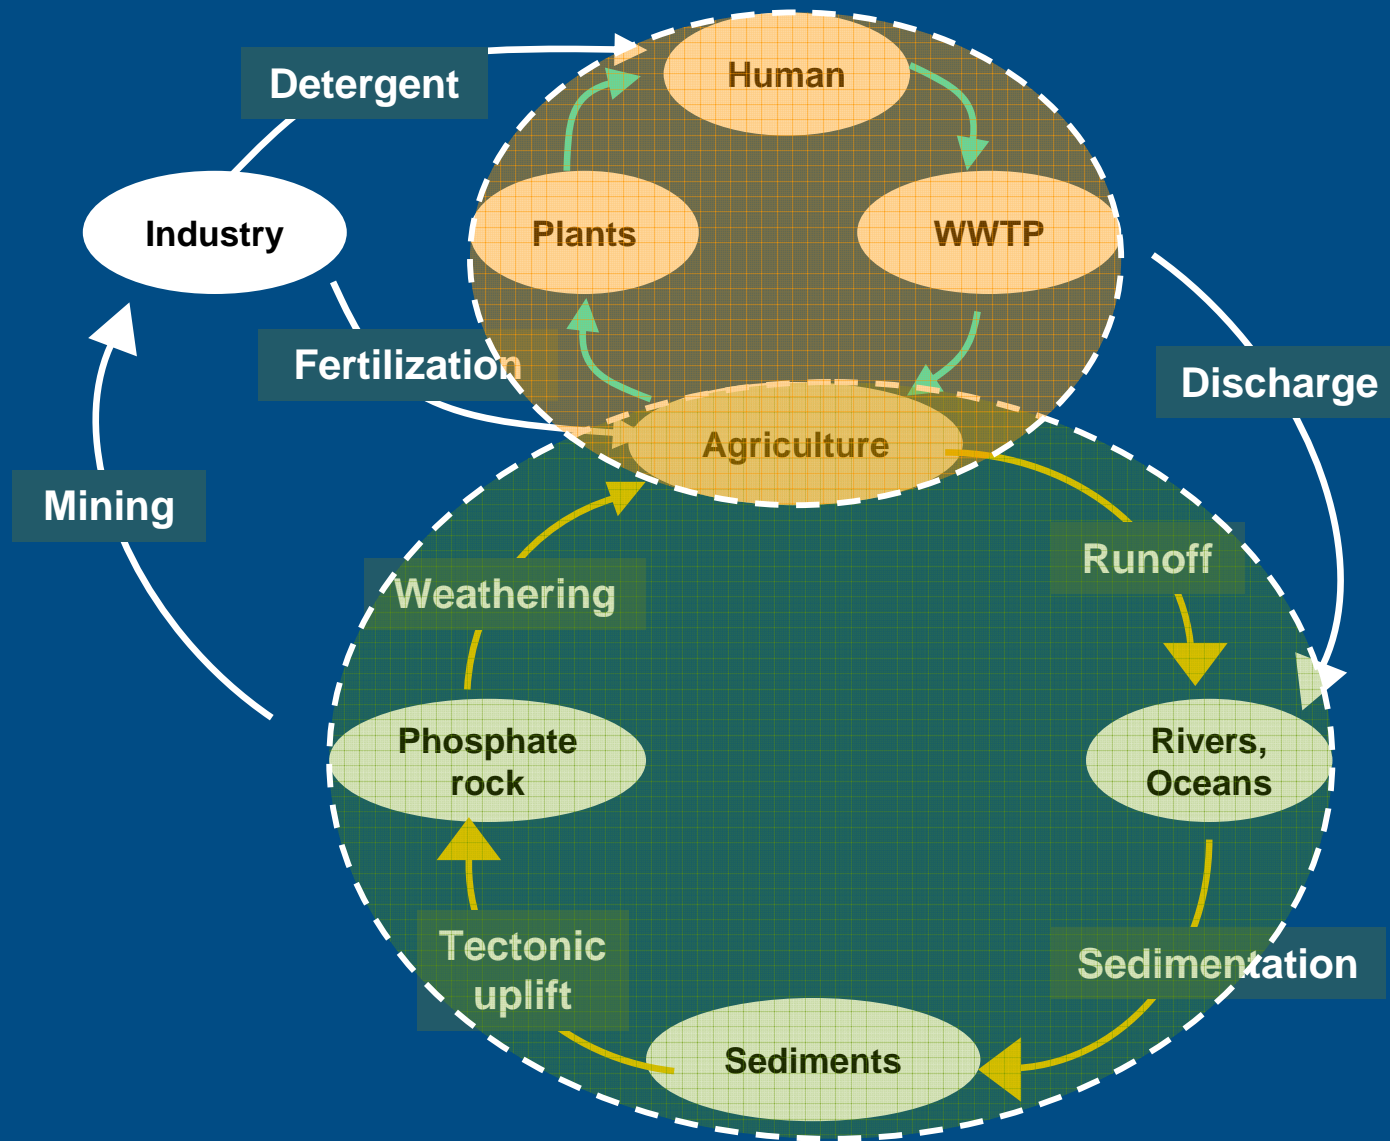 Human
Detergent
Industry
Plants
WWTP
Fertilization
Discharge
Agriculture
Mining
Weathering
Runoff
Phosphate
rock
Rivers,
Oceans
Tectonic
uplift
Sedimentation
Sediments